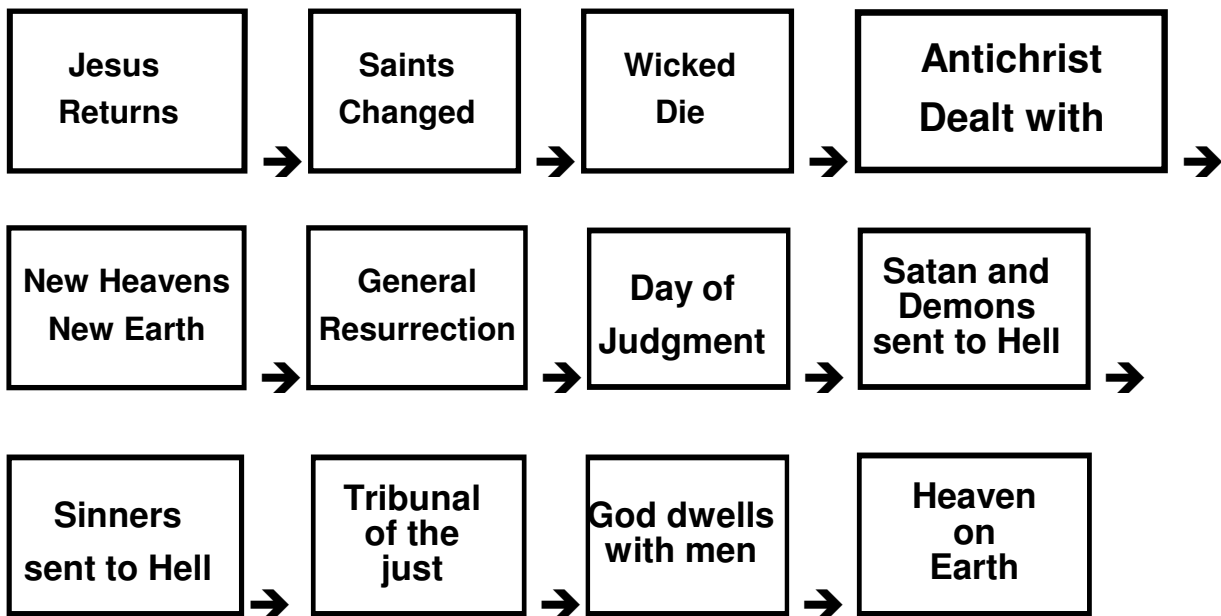 Jesus
Returns
Saints
Changed
Wicked
Die
Antichrist
Dealt with
New Heavens
New Earth
General
Resurrection
Day of
Judgment
Satan and
Demons
sent to Hell
Sinners
sent to Hell
Tribunal
of the
just
God dwells
with men
Heaven
on
Earth